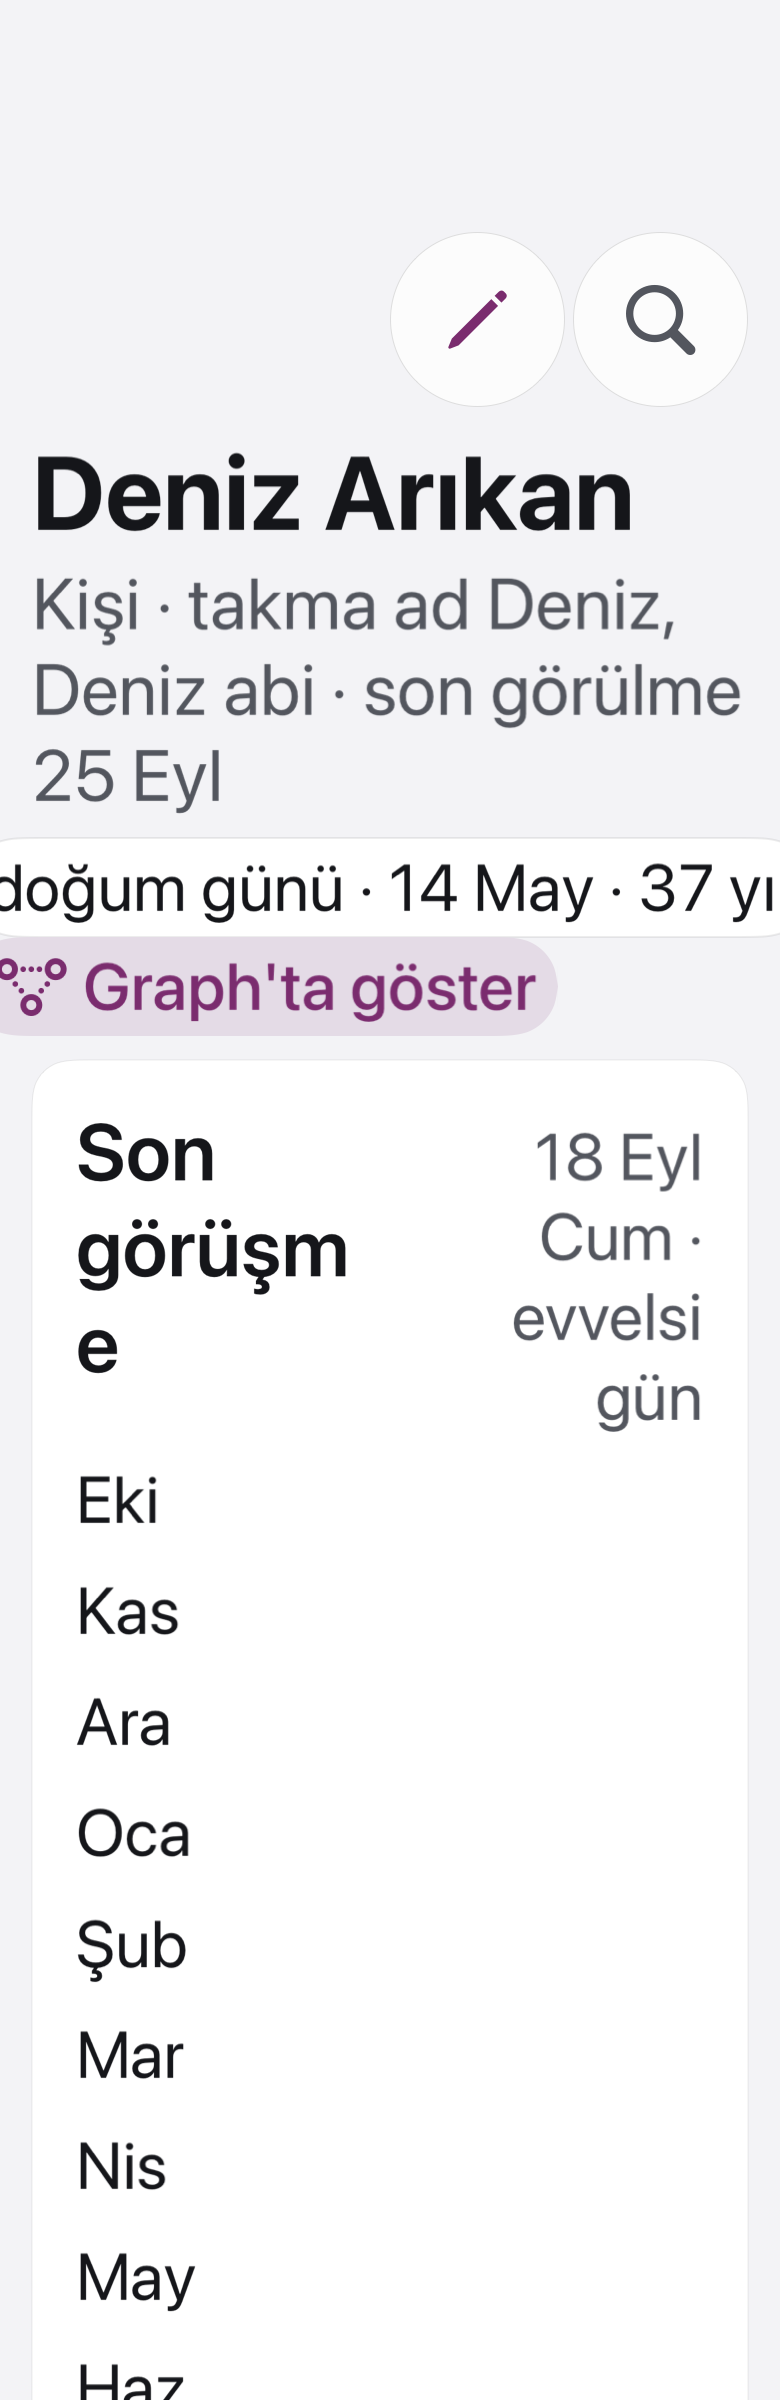 Deniz Arıkan
Kişi · takma ad Deniz,
Deniz abi · son görülme
25 Eyl
doğum günü · 14 May · 37 yı
Graph'ta göster
Son
görüşm
e
18 Eyl
Cum ·
evvelsi
gün
Eki
Kas
Ara
Oca
Şub
Mar
Nis
May
Haz